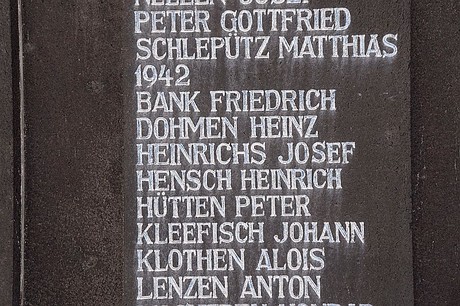 PETER GOTTFRIED
SCHLEPÜTZ MATTHIAS
1942
BANK FRIEDRICH
DOHMEN HEINZ
HEINRICHS JOSEF
HENSCH HEINRICH
HÜTTEN PETER
KLEEFISCH JOHANN
KLOTHEN ALOIS
LENZEN ANTON